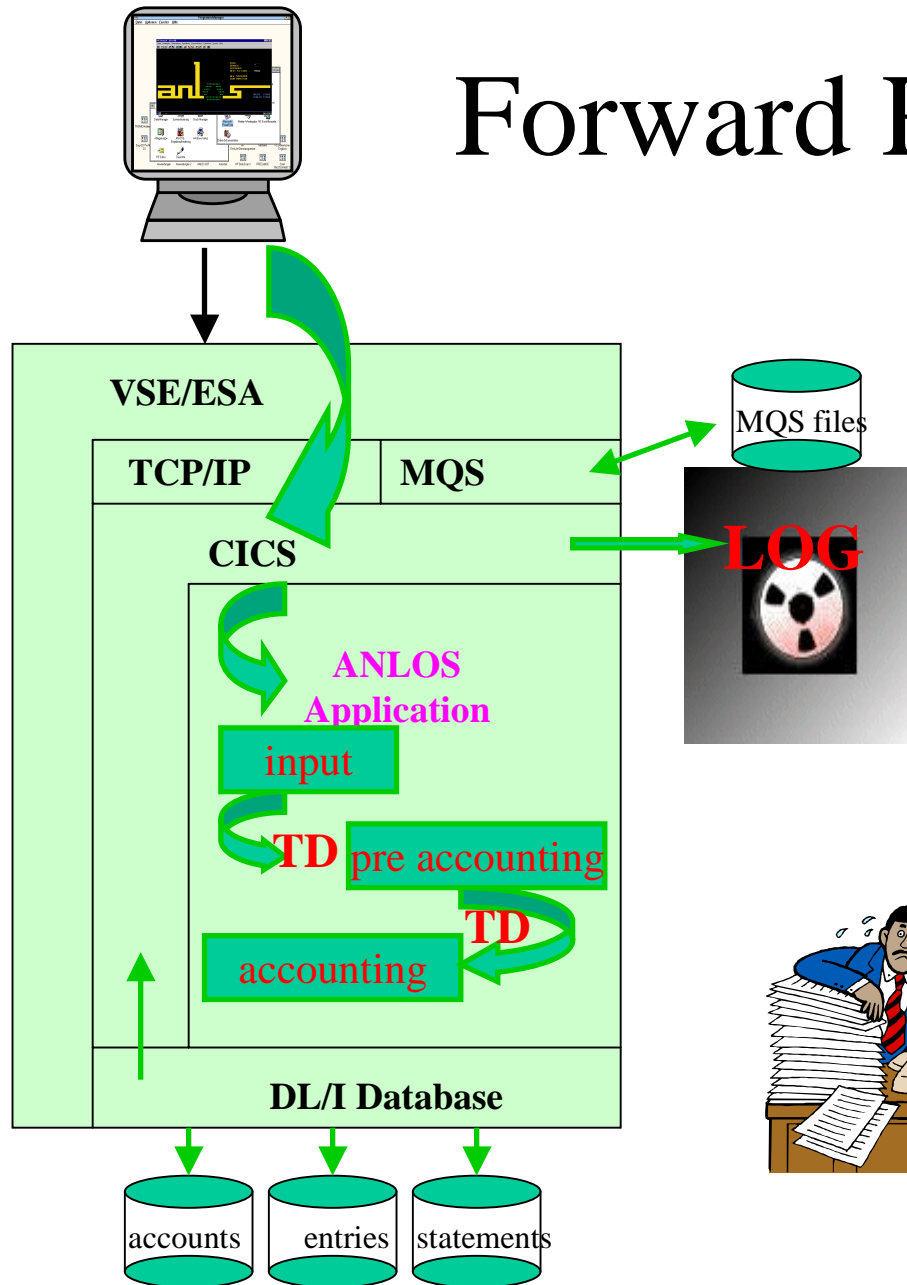 Forward
anlos
VSE/ESA
TCP/IP
MQS
MQS files
LOG
CICS
ANLOS
Application
input
TD
pre accounting
TD
accounting
DL/I Database
accounts
entries
statements